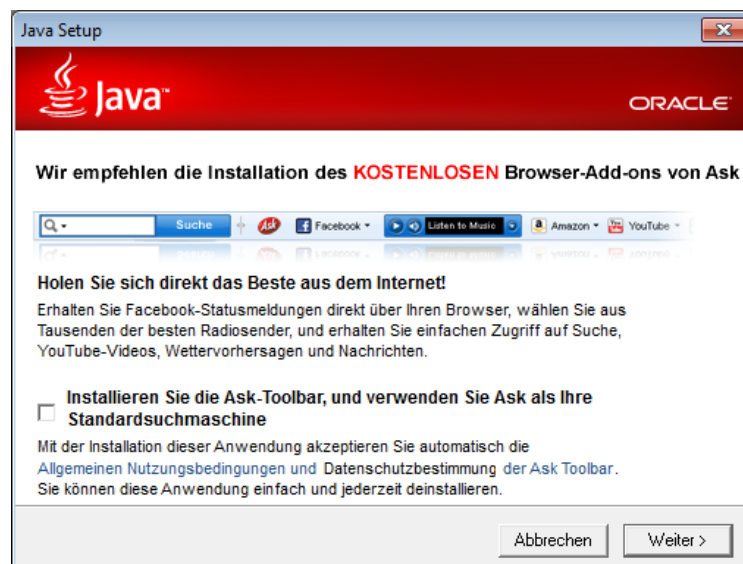 Java Setup
Java™
ORACLE
Wir empfehlen die Installation des KOSTENLOSEN Browser-Add-ons von Ask
Suche Ask Facebook Listen to Music Amazon YouTube
Holen Sie sich direkt das Beste aus dem Internet!
Erhalten Sie Facebook-Statusmeldungen direkt über Ihren Browser, wählen Sie aus
Tausenden der besten Radiosender, und erhalten Sie einfachen Zugriff auf Suche,
YouTube-Videos, Wettervorhersagen und Nachrichten.
Installieren Sie die Ask-Toolbar, und verwenden Sie Ask als Ihre
Standardsuchmaschine
Mit der Installation dieser Anwendung akzeptieren Sie automatisch die
Allgemeinen Nutzungsbedingungen und Datenschutzbestimmung der Ask Toolbar.
Sie können diese Anwendung einfach und jederzeit deinstallieren.
Abbrechen Weiter >